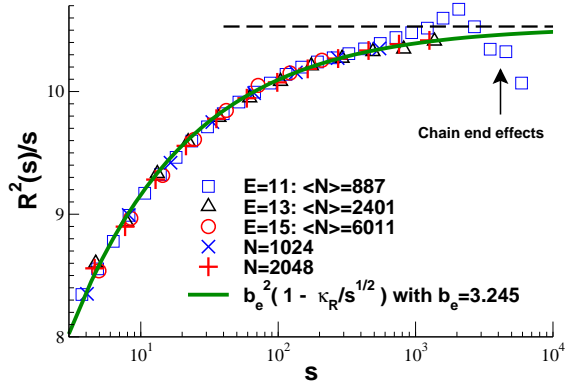 R²(s)/s
10
9
8
Chain end effects
E=11: <N>=887
E=13: <N>=2401
E=15: <N>=6011
N=1024
N=2048
b_e²( 1 - κ_R/s^{1/2} ) with b_e=3.245
10¹ 10² 10³ 10⁴
s